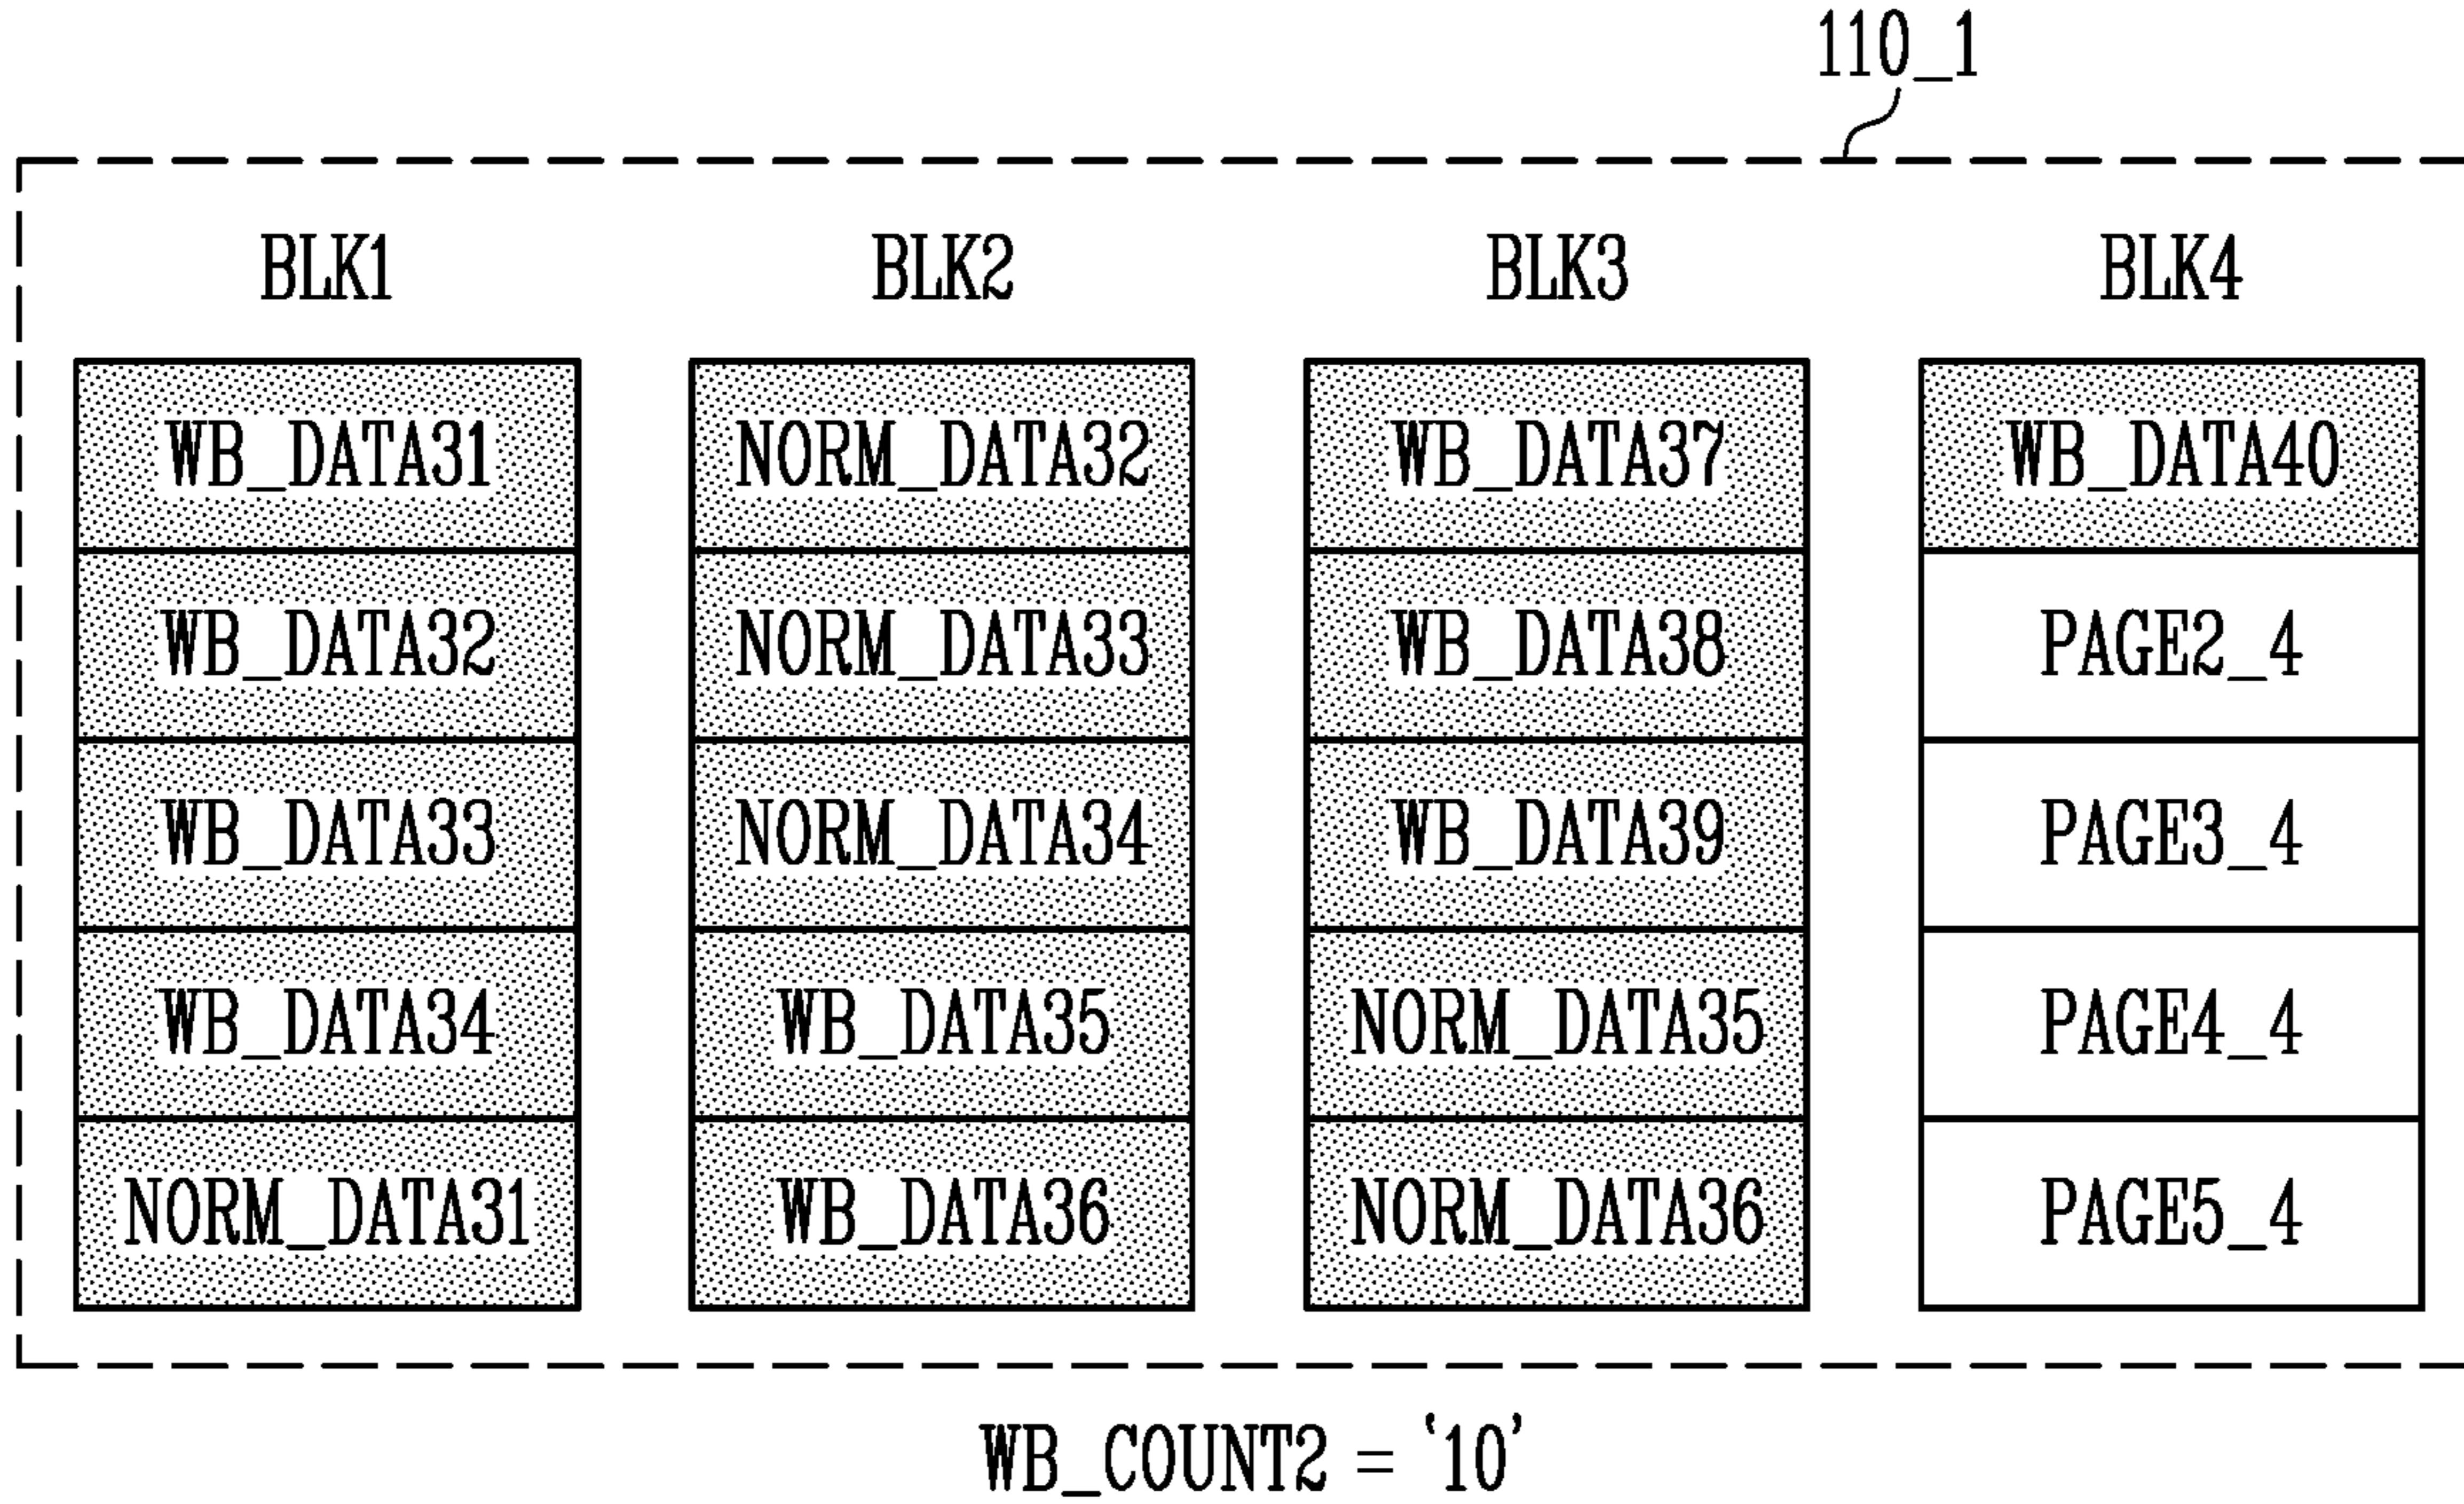 110_1
BLK1 BLK2 BLK3 BLK4
WB_DATA31 NORM_DATA32 WB_DATA37 WB_DATA40
WB_DATA32 NORM_DATA33 WB_DATA38 PAGE2_4
WB_DATA33 NORM_DATA34 WB_DATA39 PAGE3_4
WB_DATA34 WB_DATA35 NORM_DATA35 PAGE4_4
NORM_DATA31 WB_DATA36 NORM_DATA36 PAGE5_4
WB_COUNT2 = ‘10’